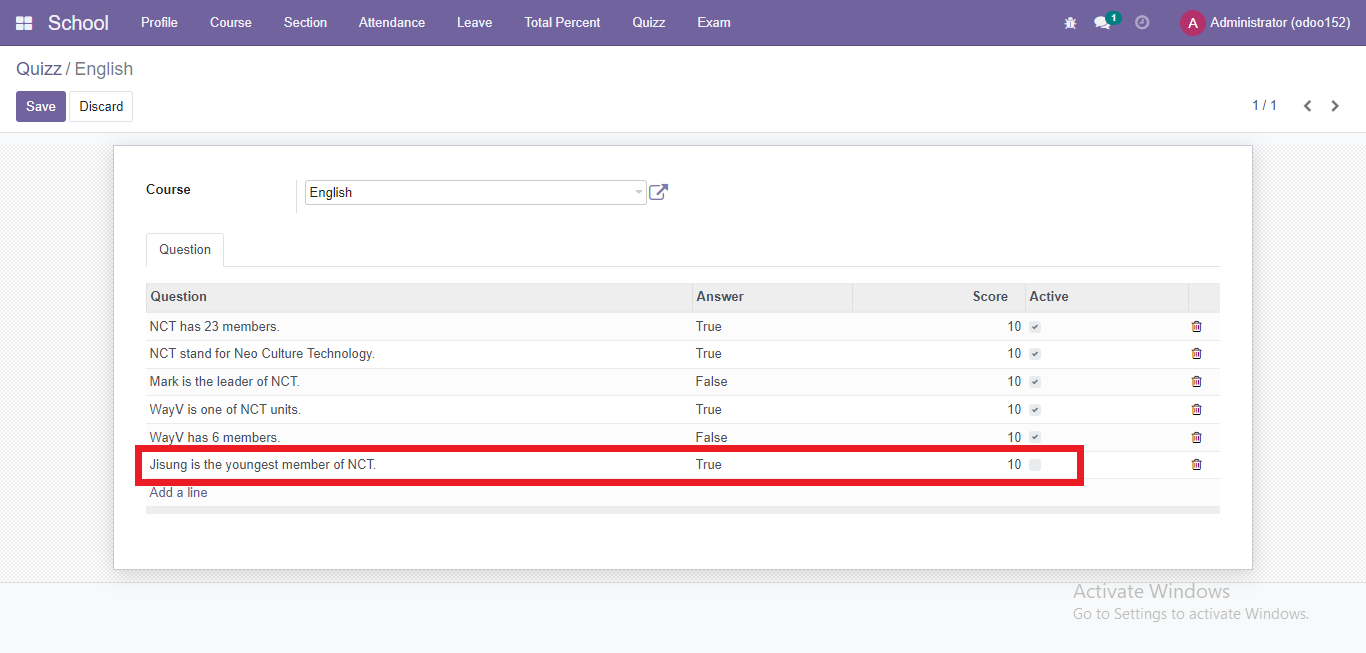 School Profile Course Section Attendance Leave Total Percent Quizz Exam 1 A Administrator (odoo152)
Quizz / English
Save Discard 1 / 1
Course English
Question
Question Answer Score Active
NCT has 23 members. True 10
NCT stand for Neo Culture Technology. True 10
Mark is the leader of NCT. False 10
WayV is one of NCT units. True 10
WayV has 6 members. False 10
Jisung is the youngest member of NCT. True 10
Add a line
Activate Windows
Go to Settings to activate Windows.